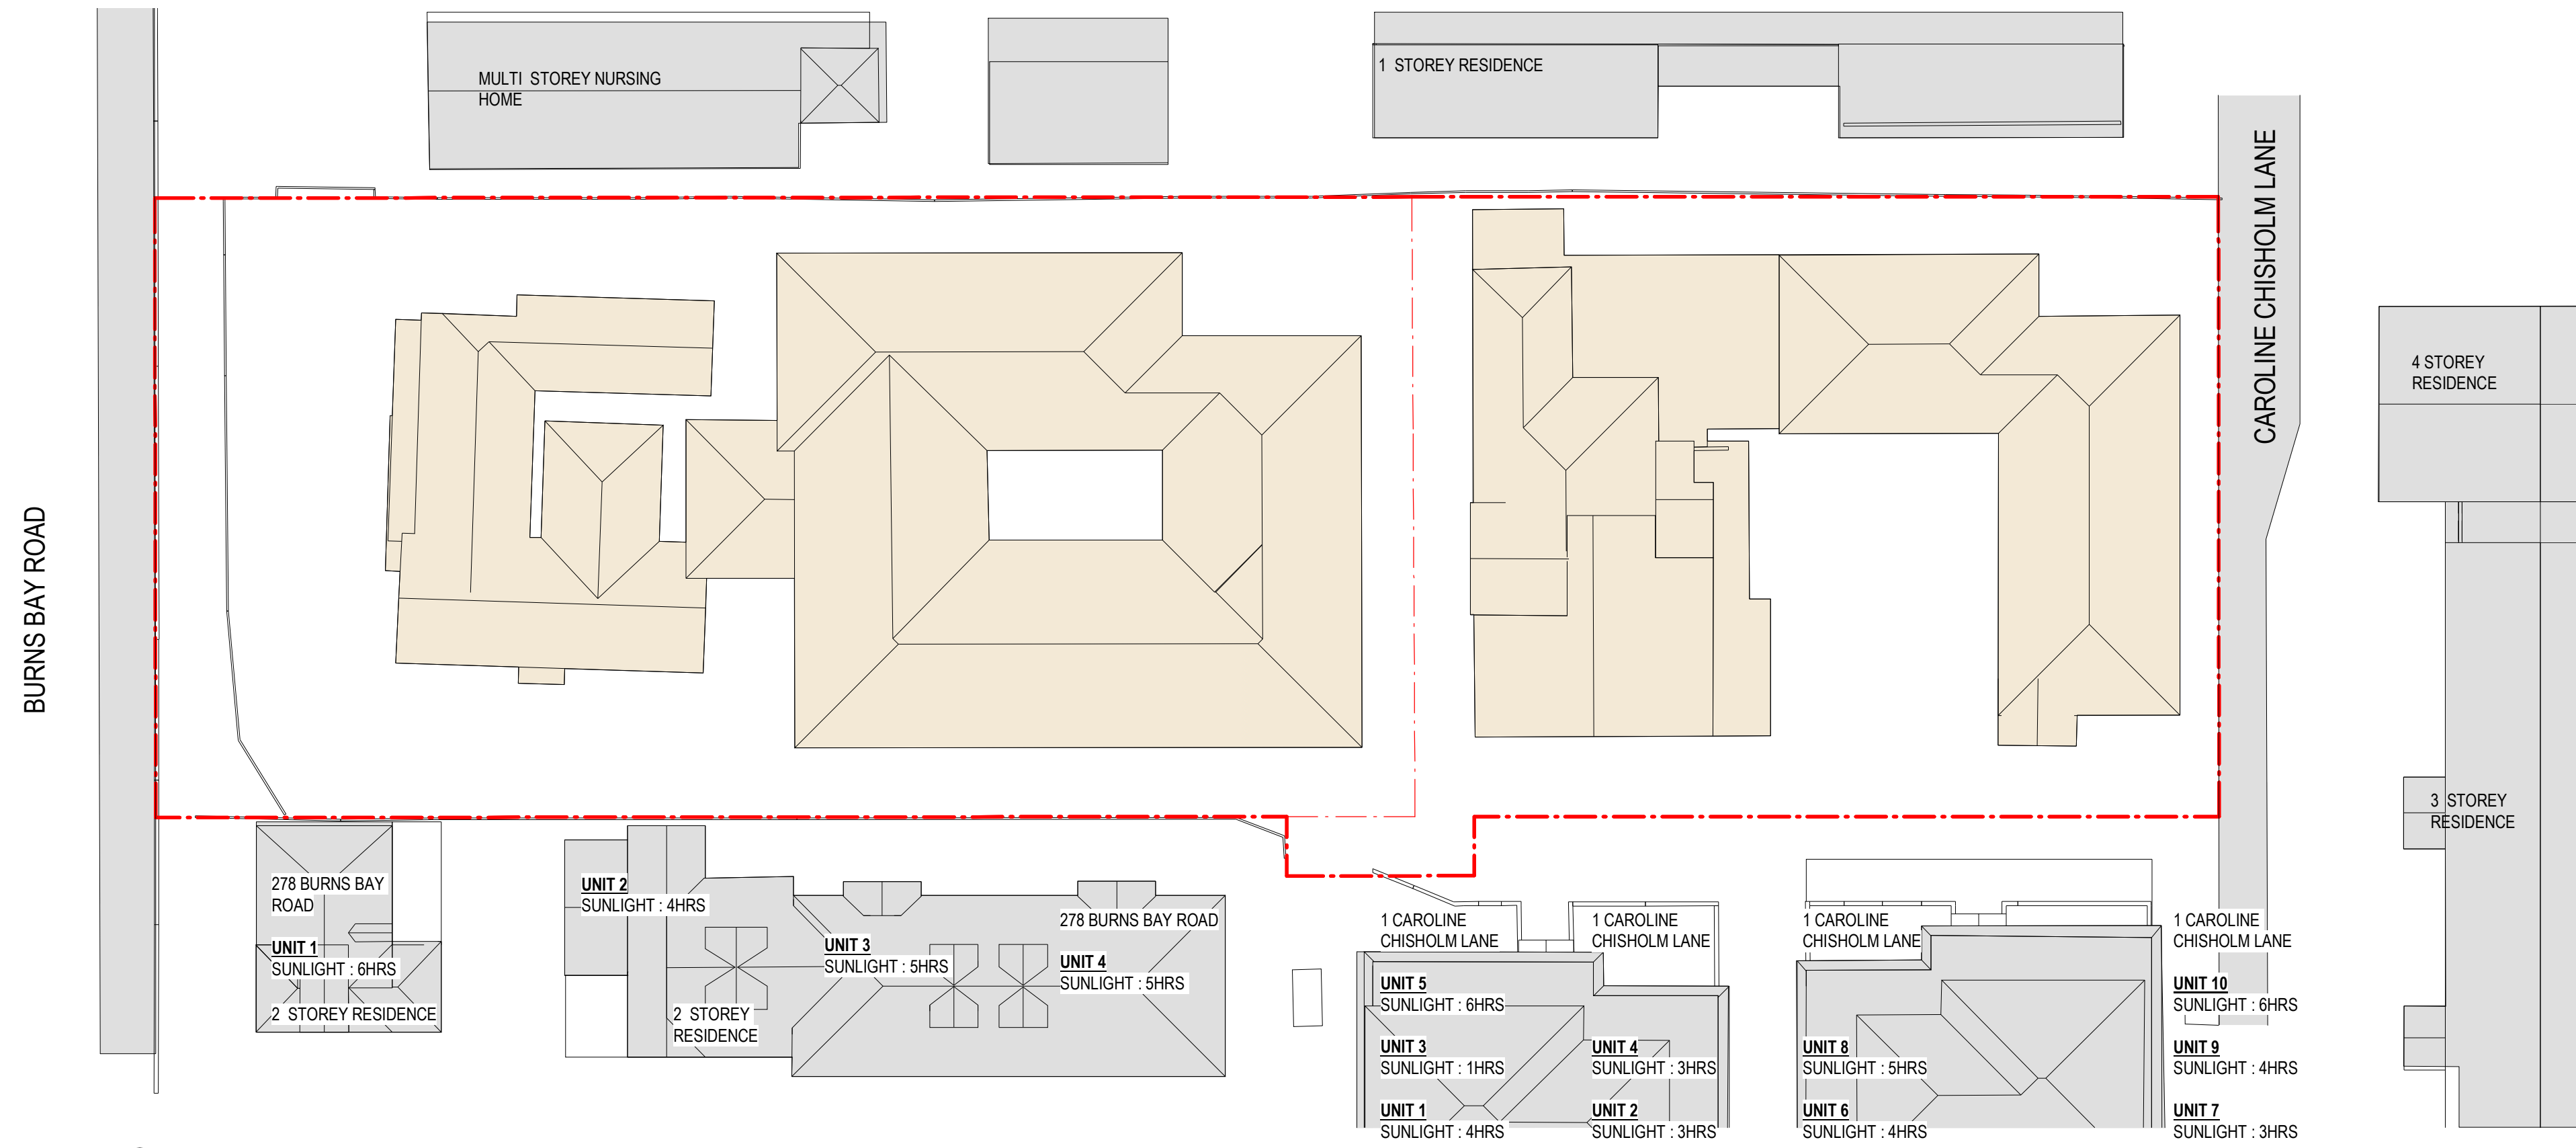 MULTI STOREY NURSING
HOME
1 STOREY RESIDENCE
CAROLINE CHISHOLM LANE
4 STOREY
RESIDENCE
BURNS BAY ROAD
3 STOREY
RESIDENCE
278 BURNS BAY
ROAD
UNIT 1
SUNLIGHT : 6HRS
2 STOREY RESIDENCE
UNIT 2
SUNLIGHT : 4HRS
2 STOREY
RESIDENCE
UNIT 3
SUNLIGHT : 5HRS
278 BURNS BAY ROAD
UNIT 4
SUNLIGHT : 5HRS
1 CAROLINE
CHISHOLM LANE
UNIT 5
SUNLIGHT : 6HRS
UNIT 3
SUNLIGHT : 1HRS
UNIT 1
SUNLIGHT : 4HRS
1 CAROLINE
CHISHOLM LANE
UNIT 4
SUNLIGHT : 3HRS
UNIT 2
SUNLIGHT : 3HRS
1 CAROLINE
CHISHOLM LANE
UNIT 8
SUNLIGHT : 5HRS
UNIT 6
SUNLIGHT : 4HRS
1 CAROLINE
CHISHOLM LANE
UNIT 10
SUNLIGHT : 6HRS
UNIT 9
SUNLIGHT : 4HRS
UNIT 7
SUNLIGHT : 3HRS